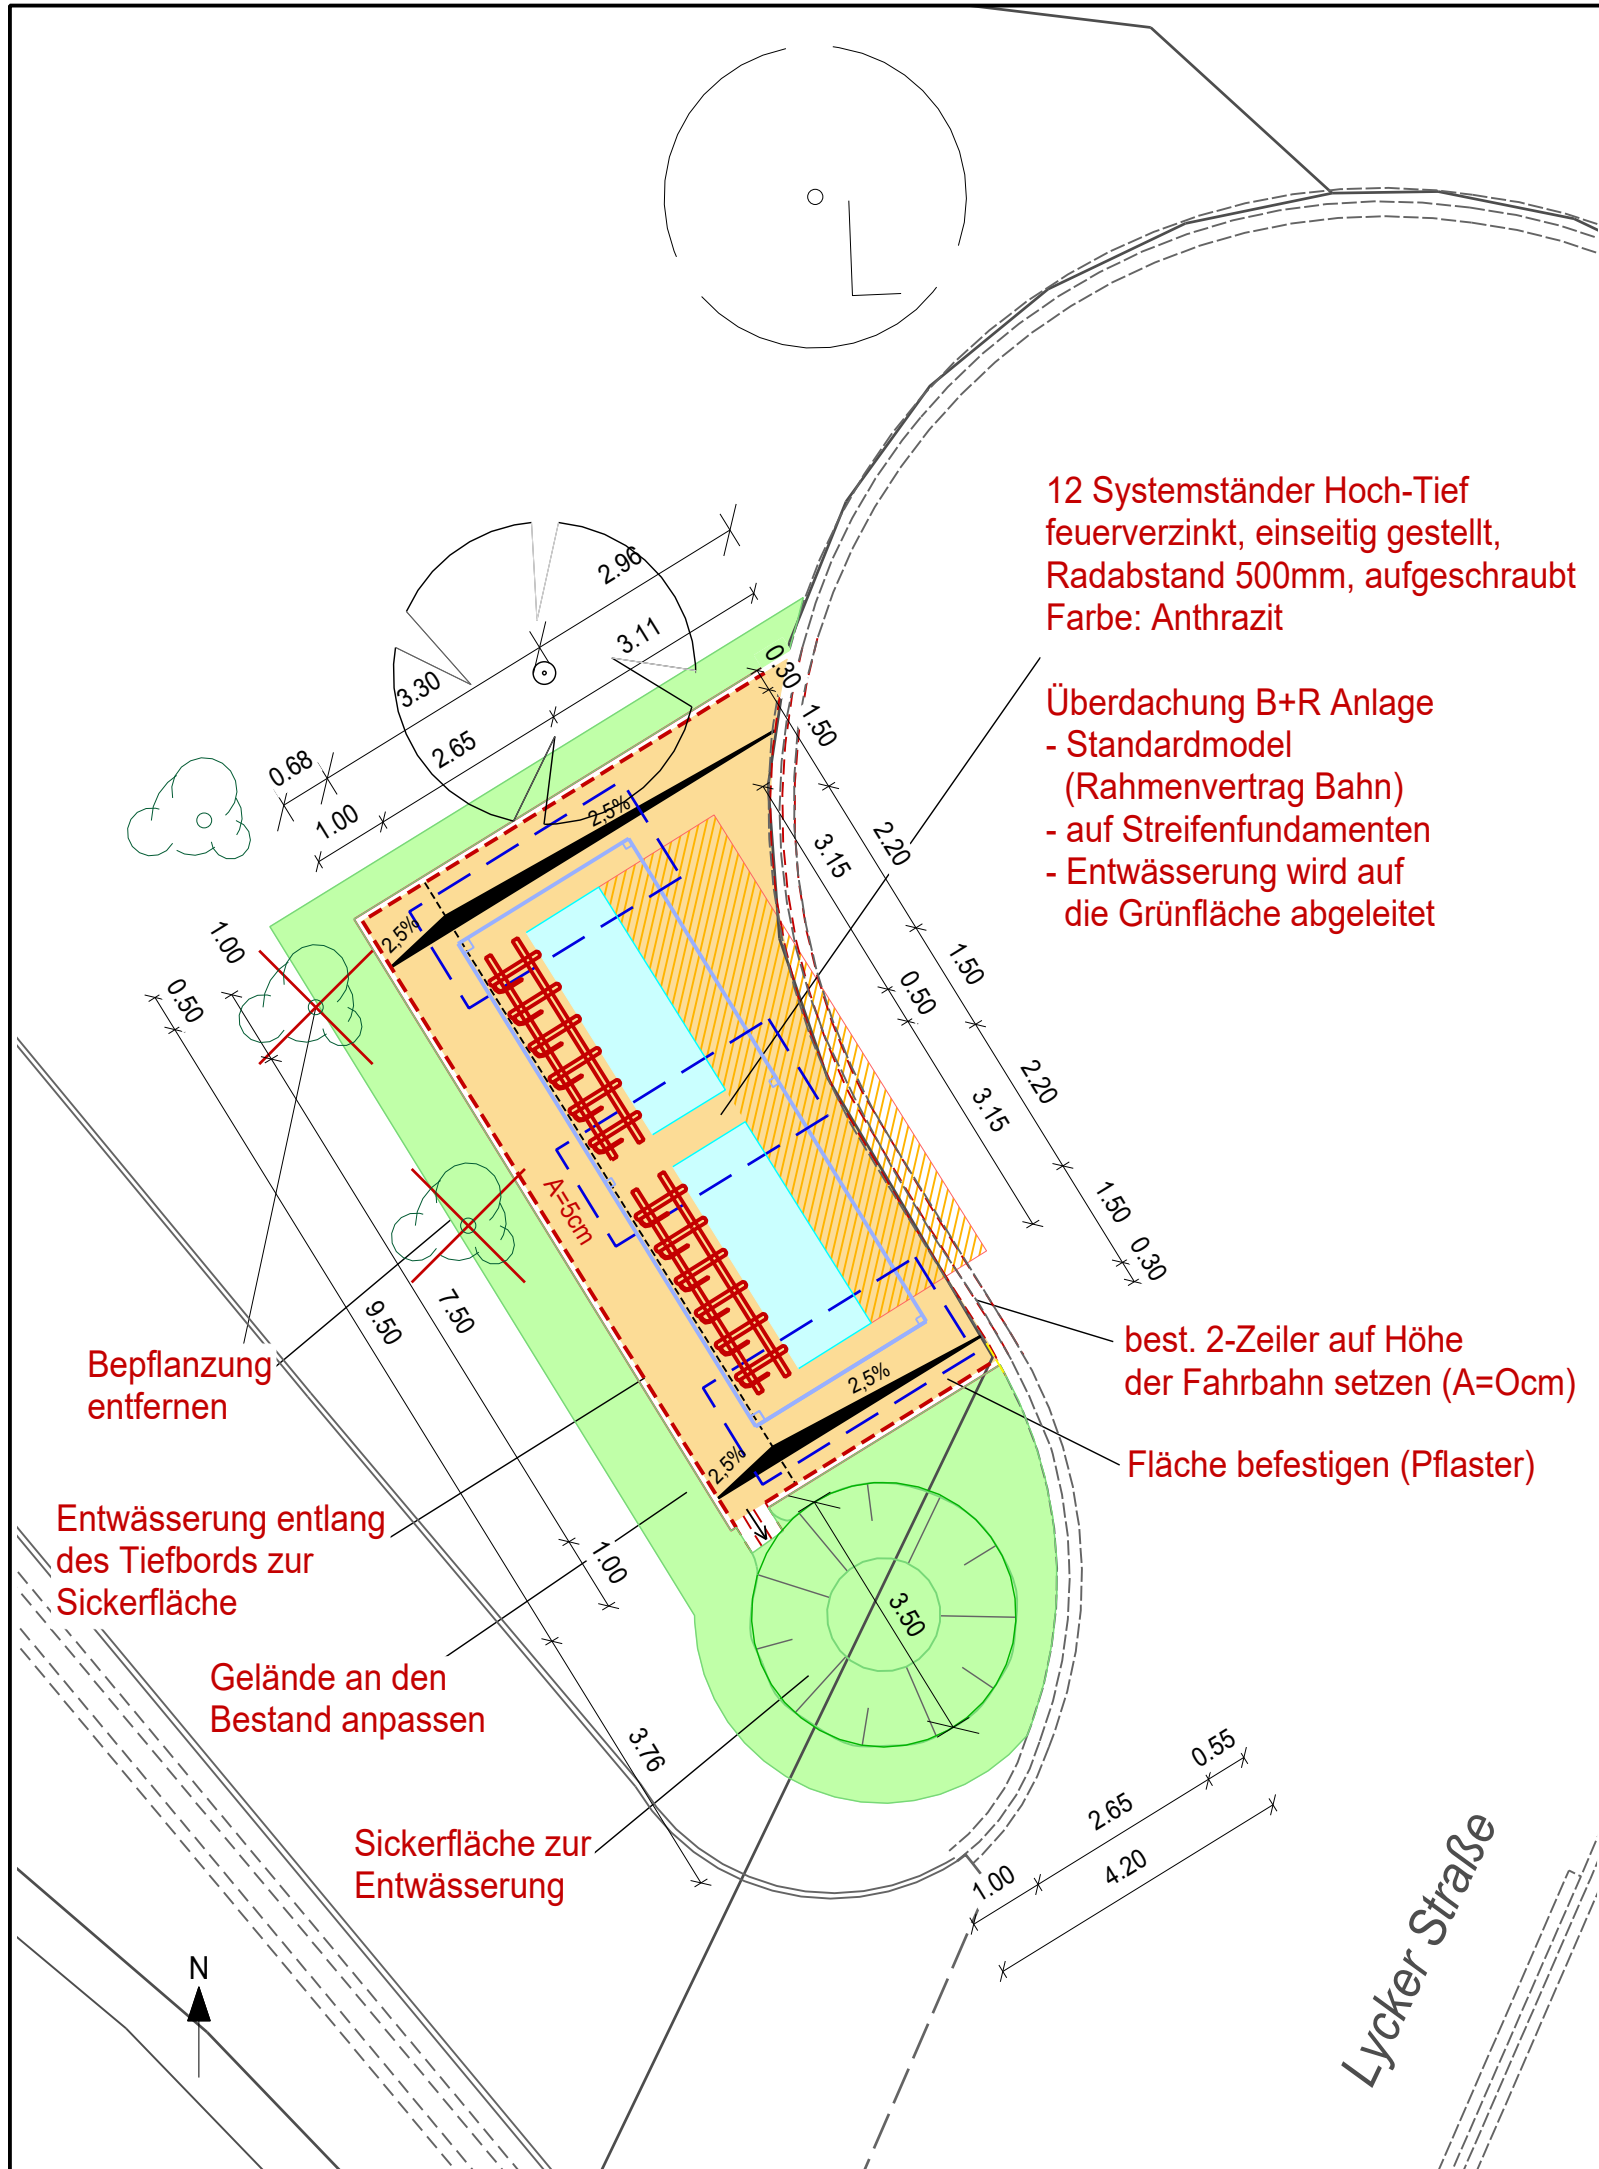 12 Systemständer Hoch-Tief
feuerverzinkt, einseitig gestellt,
Radabstand 500mm, aufgeschraubt
Farbe: Anthrazit
Überdachung B+R Anlage
- Standardmodel
(Rahmenvertrag Bahn)
- auf Streifenfundamenten
- Entwässerung wird auf
die Grünfläche abgeleitet
2.96
3.30
0.68
3.11
2.65
1.00
0.30
1.50
2.20
1.50
2.20
1.50
0.30
3.15
0.50
3.15
2,5%
2,5%
1.00
0.50
A=5cm
7.50
9.50
1.00
3.76
2,5%
2,5%
best. 2-Zeiler auf Höhe
der Fahrbahn setzen (A=Ocm)
Fläche befestigen (Pflaster)
Bepflanzung
entfernen
Entwässerung entlang
des Tiefbords zur
Sickerfläche
Gelände an den
Bestand anpassen
Sickerfläche zur
Entwässerung
3.50
0.55
2.65
1.00
4.20
Lycker Straße
N